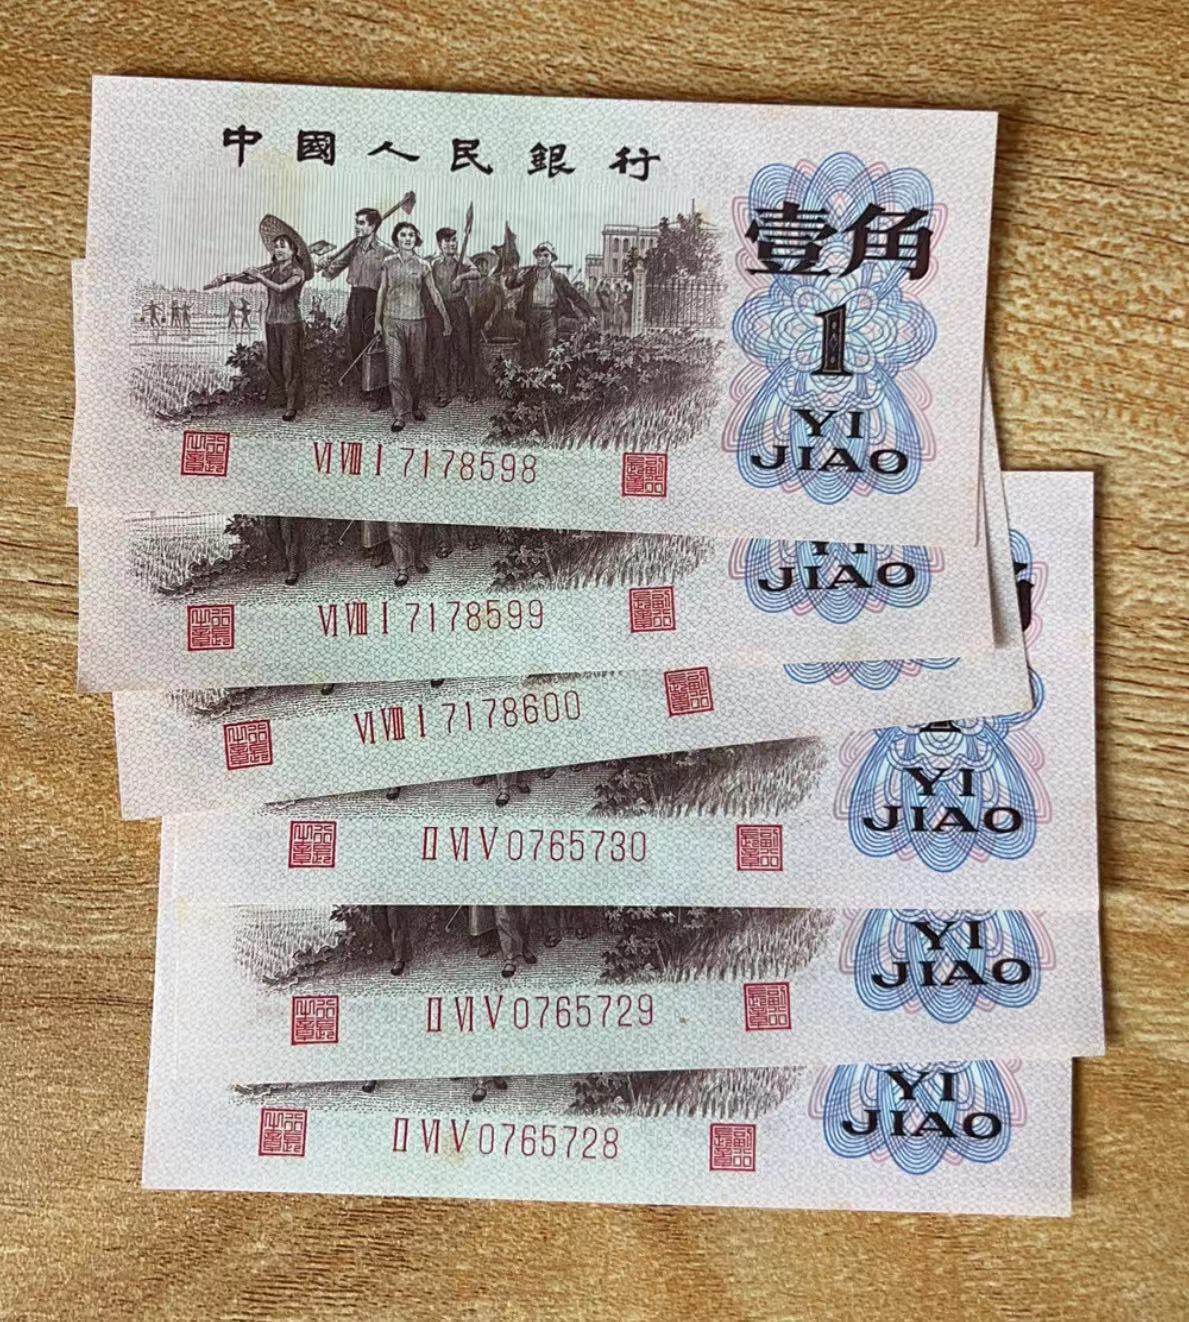 中國人民銀行
壹角
1
YI
JIAO
VI VIII I 7178598
YI
JIAO
VI VIII I 7178599
VI VIII I 7178600
YI
JIAO
II VI V 0765730
YI
JIAO
II VI V 0765729
YI
JIAO
II VI V 0765728